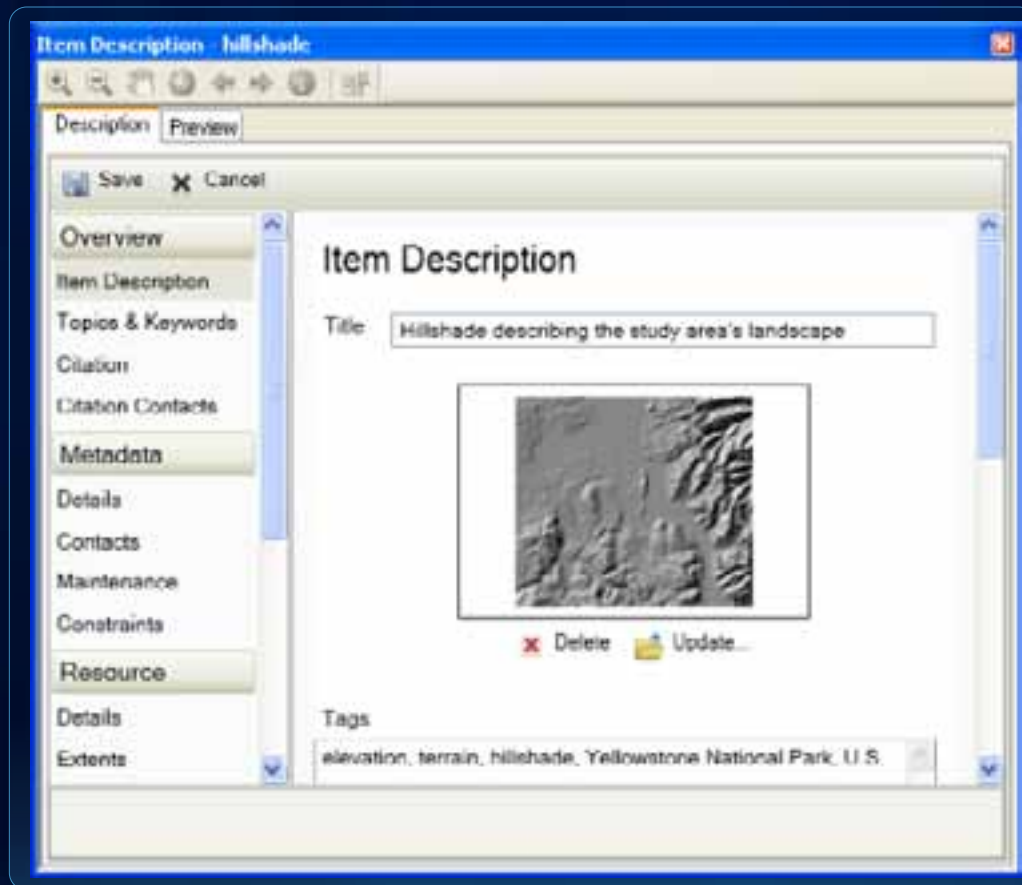 Item Description - hillshade
Description
Preview
Save
Cancel
Overview
Item Description
Topics & Keywords
Citation
Citation Contacts
Metadata
Details
Contacts
Maintenance
Constraints
Resource
Details
Extents
Item Description
Title
Hillshade describing the study area's landscape
Delete
Update...
Tags
elevation, terrain, hillshade, Yellowstone National Park, U.S.